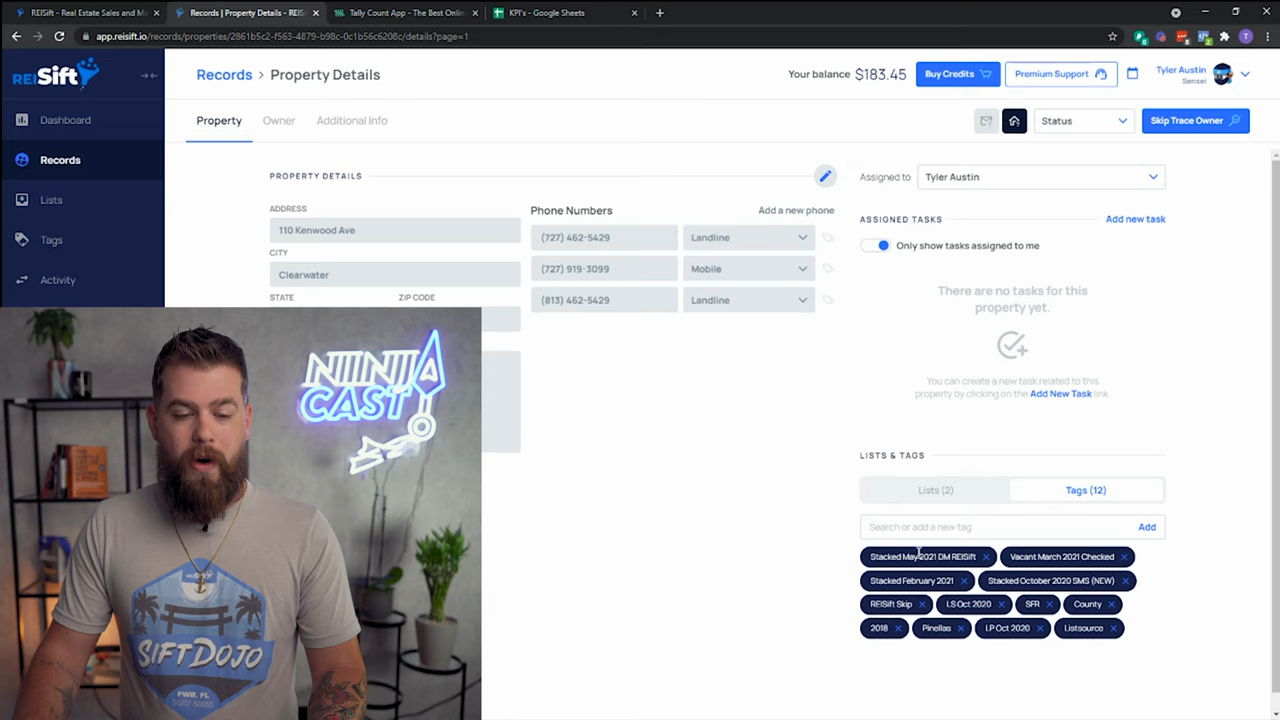 REISift - Real Estate Sales and M
Records | Property Details - REIS
Tally Count App - The Best Onlin
KPI's - Google Sheets
app.reisift.io/records/properties/2861b5c2-f563-4879-b98c-0c1b56c6208c/details?page=1
REISift
Records > Property Details
Your balance $183.45
Buy Credits
Premium Support
Tyler Austin
Sensei
Dashboard
Records
Lists
Tags
Activity
Property
Owner
Additional Info
Status
Skip Trace Owner
PROPERTY DETAILS
ADDRESS
110 Kenwood Ave
CITY
Clearwater
STATE
ZIP CODE
Phone Numbers
Add a new phone
(727) 462-5429
Landline
(727) 919-3099
Mobile
(813) 462-5429
Landline
Assigned to
Tyler Austin
ASSIGNED TASKS
Add new task
Only show tasks assigned to me
There are no tasks for this
property yet.
You can create a new task related to this
property by clicking on the Add New Task link.
LISTS & TAGS
Lists (2)
Tags (12)
Search or add a new tag
Add
Stacked May 2021 DM REISift
Vacant March 2021 Checked
Stacked February 2021
Stacked October 2020 SMS (NEW)
REISift Skip
LS Oct 2020
SFR
County
2018
Pinellas
LP Oct 2020
Listsource
NINJA
CAST
SIFTDOJO
FWB, FL